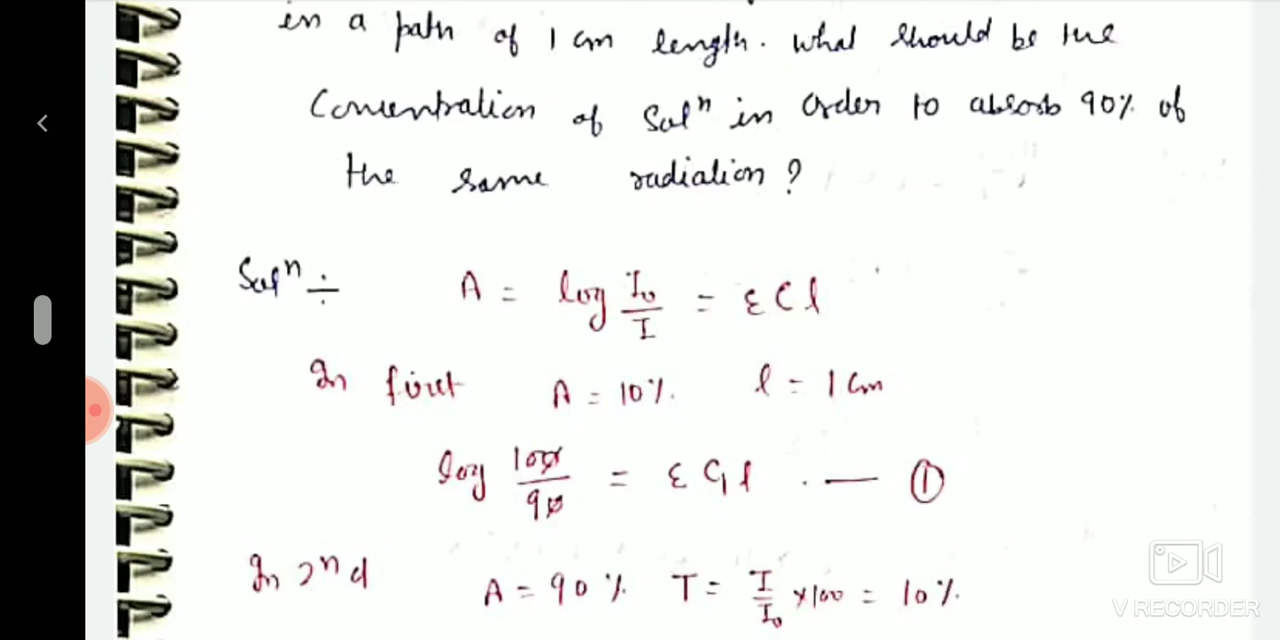 in a path of 1 cm length. What should be the
Concentration of Solⁿ in Order to absorb 90% of
the same radiation?
Solⁿ ÷ A = log I₀/I = ε C l
In first A = 10%. l = 1 Cm
log 100/90 = ε C₁ l . — ①
In 2nd A = 90 %. T = I/I₀ ×100 = 10%.
V RECORDER